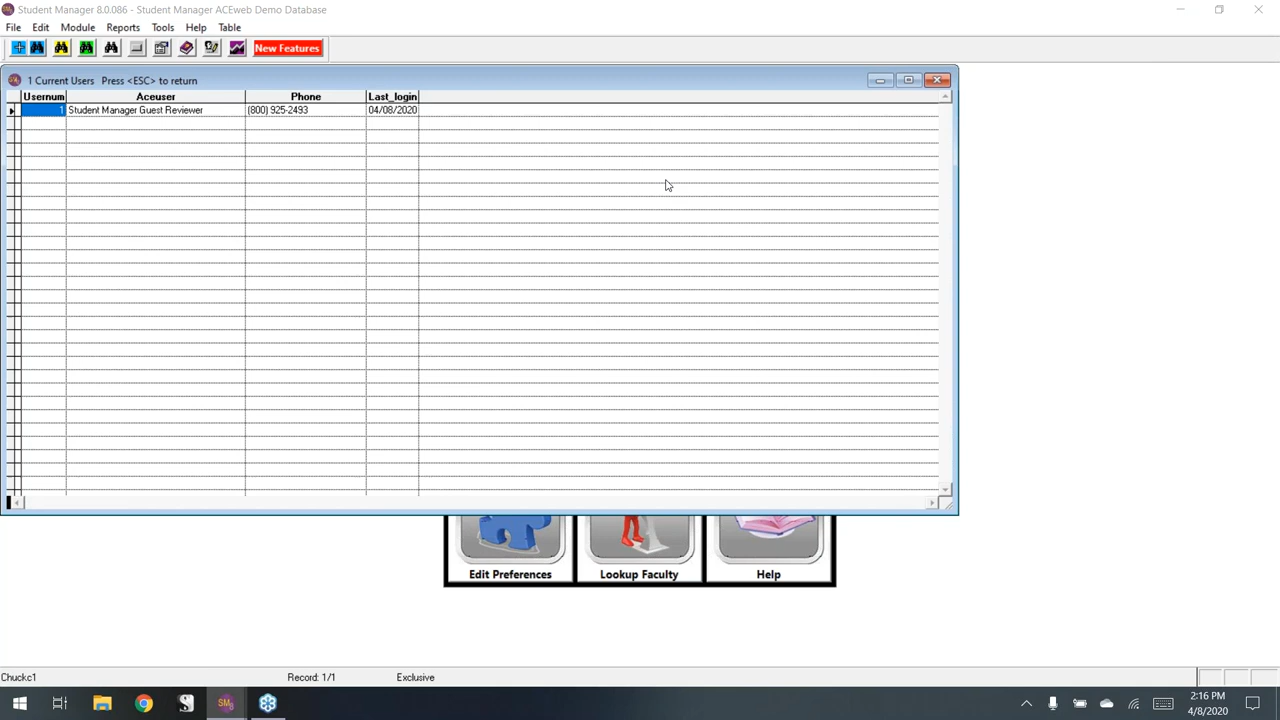 Student Manager 8.0.086 - Student Manager ACEweb Demo Database
File Edit Module Reports Tools Help Table
New Features
1 Current Users Press <ESC> to return
Usernum Aceuser Phone Last_login
1 Student Manager Guest Reviewer (800) 925-2493 04/08/2020
Edit Preferences Lookup Faculty Help
Chuckc1 Record: 1/1 Exclusive
2:16 PM
4/8/2020